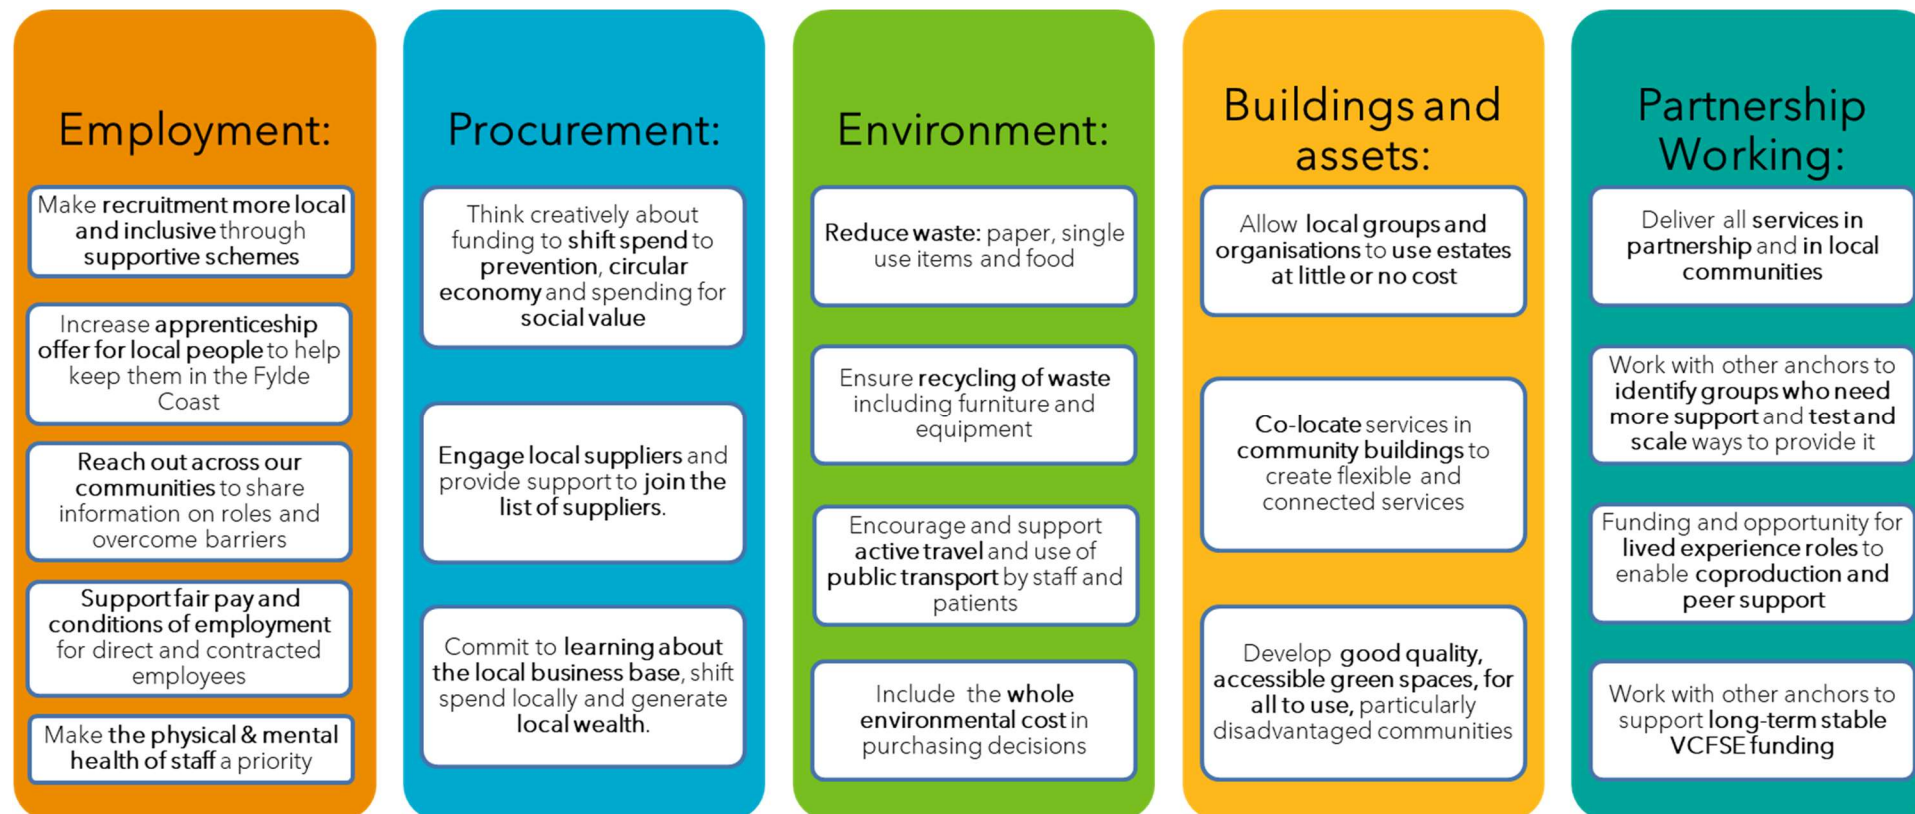 Employment:
Make recruitment more local
and inclusive through
supportive schemes
Increase apprenticeship
offer for local people to help
keep them in the Fylde
Coast
Reach out across our
communities to share
information on roles and
overcome barriers
Support fair pay and
conditions of employment
for direct and contracted
employees
Make the physical & mental
health of staff a priority
Procurement:
Think creatively about
funding to shift spend to
prevention, circular
economy and spending for
social value
Engage local suppliers and
provide support to join the
list of suppliers.
Commit to learning about
the local business base, shift
spend locally and generate
local wealth.
Environment:
Reduce waste: paper, single
use items and food
Ensure recycling of waste
including furniture and
equipment
Encourage and support
active travel and use of
public transport by staff and
patients
Include the whole
environmental cost in
purchasing decisions
Buildings and
assets:
Allow local groups and
organisations to use estates
at little or no cost
Co-locate services in
community buildings to
create flexible and
connected services
Develop good quality,
accessible green spaces, for
all to use, particularly
disadvantaged communities
Partnership
Working:
Deliver all services in
partnership and in local
communities
Work with other anchors to
identify groups who need
more support and test and
scale ways to provide it
Funding and opportunity for
lived experience roles to
enable coproduction and
peer support
Work with other anchors to
support long-term stable
VCFSE funding